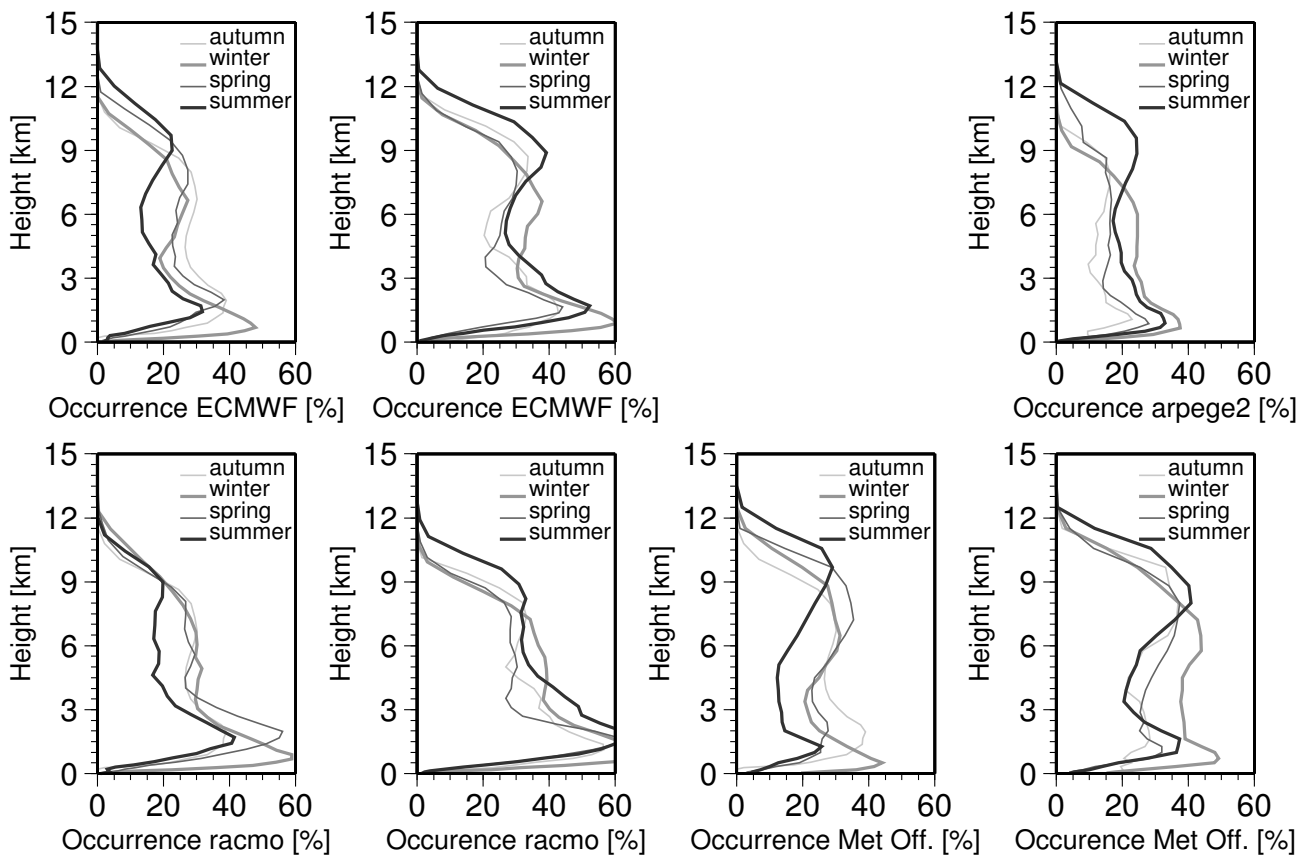 15
12
9
6
3
0
Height [km]
autumn
winter
spring
summer
0 20 40 60
Occurrence ECMWF [%]
15
12
9
6
3
0
Height [km]
autumn
winter
spring
summer
0 20 40 60
Occurence ECMWF [%]
15
12
9
6
3
0
Height [km]
autumn
winter
spring
summer
0 20 40 60
Occurence arpege2 [%]
15
12
9
6
3
0
Height [km]
autumn
winter
spring
summer
0 20 40 60
Occurrence racmo [%]
15
12
9
6
3
0
Height [km]
autumn
winter
spring
summer
0 20 40 60
Occurence racmo [%]
15
12
9
6
3
0
Height [km]
autumn
winter
spring
summer
0 20 40 60
Occurrence Met Off. [%]
15
12
9
6
3
0
Height [km]
autumn
winter
spring
summer
0 20 40 60
Occurence Met Off. [%]